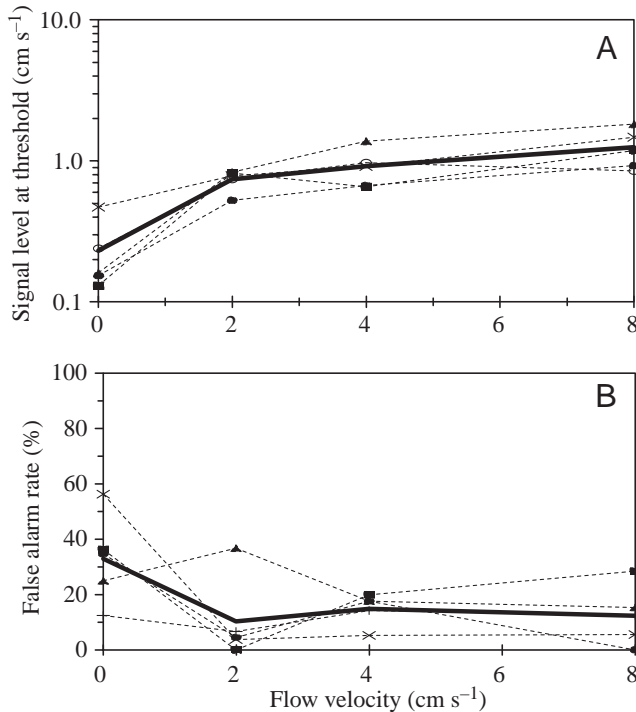 A
Signal level at threshold (cm s⁻¹)
10.0
1.0
0.1
0 2 4 6 8
B
False alarm rate (%)
100
80
60
40
20
0
0 2 4 6 8
Flow velocity (cm s⁻¹)